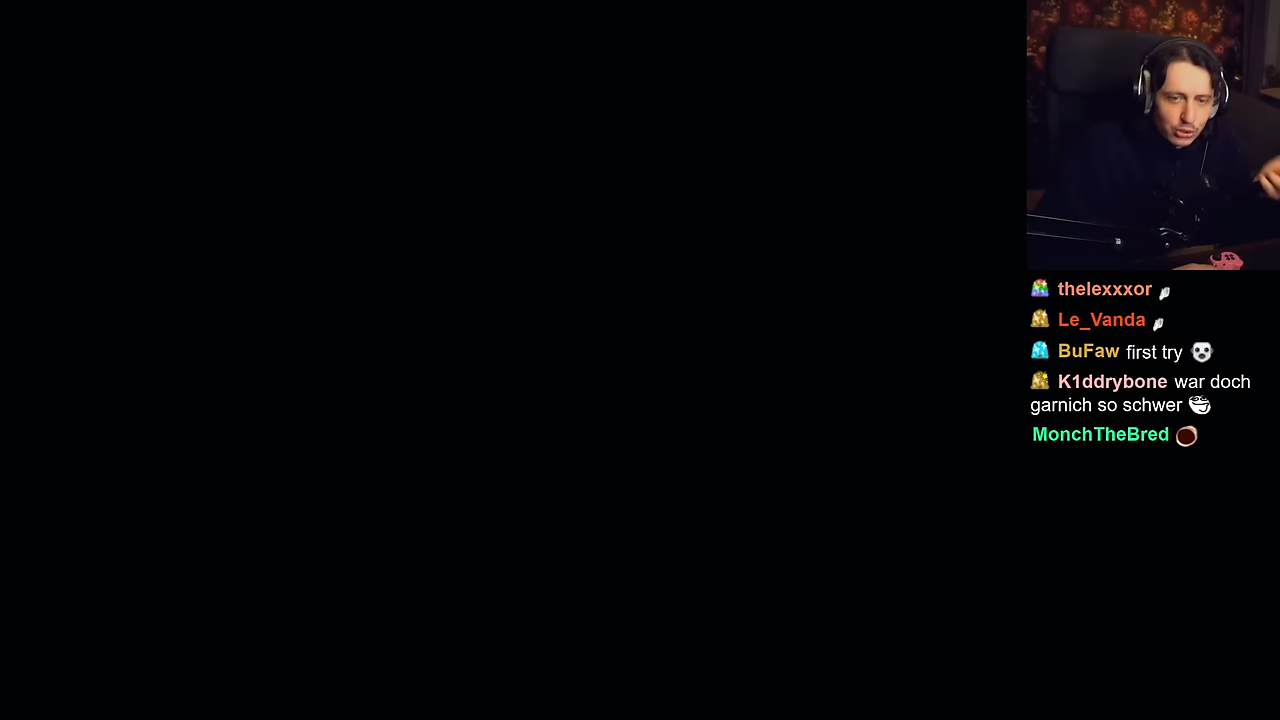 thelexxxor
Le_Vanda
BuFaw first try
K1ddrybone war doch
garnich so schwer
MonchTheBred